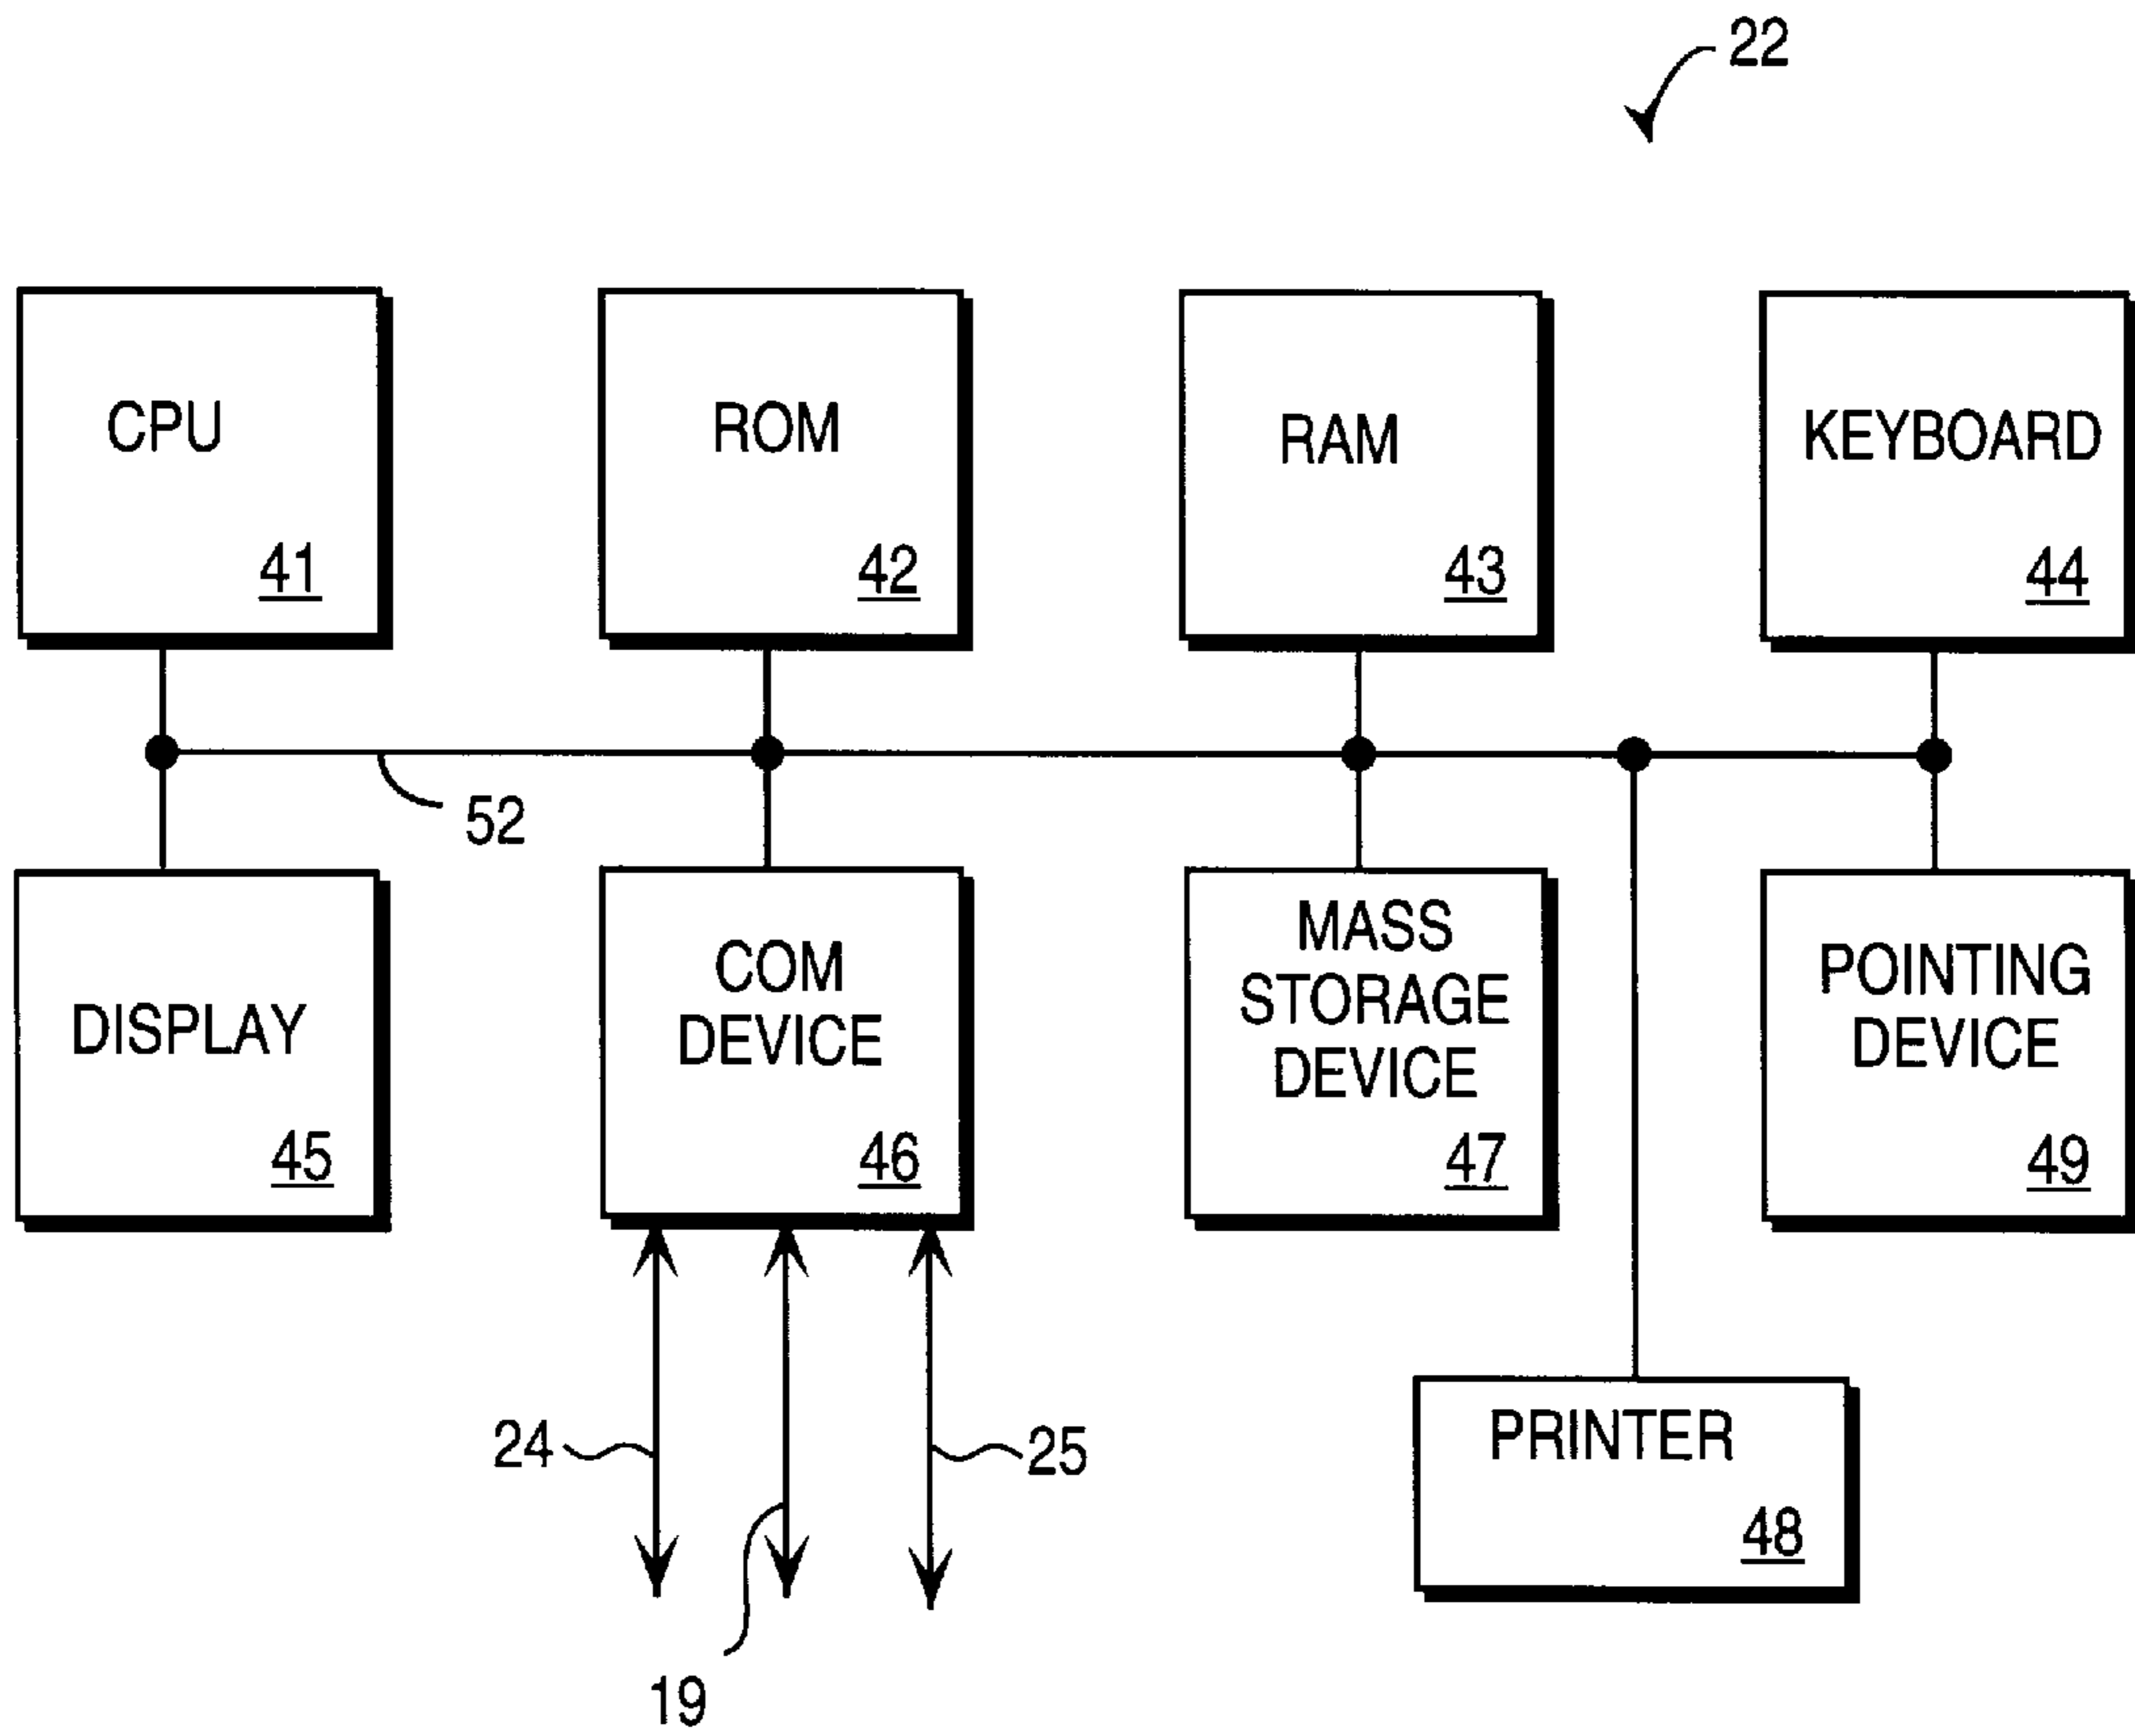 22
CPU
41
ROM
42
RAM
43
KEYBOARD
44
52
DISPLAY
45
COM
DEVICE
46
MASS
STORAGE
DEVICE
47
POINTING
DEVICE
49
24
19
25
PRINTER
48